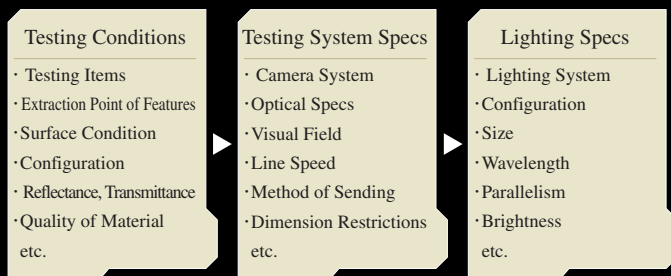 Testing Conditions
· Testing Items
·Extraction Point of Features
·Surface Condition
·Configuration
· Reflectance, Transmittance
·Quality of Material
etc.
Testing System Specs
· Camera System
·Optical Specs
·Visual Field
·Line Speed
·Method of Sending
·Dimension Restrictions
etc.
Lighting Specs
· Lighting System
·Configuration
·Size
·Wavelength
·Parallelism
·Brightness
etc.